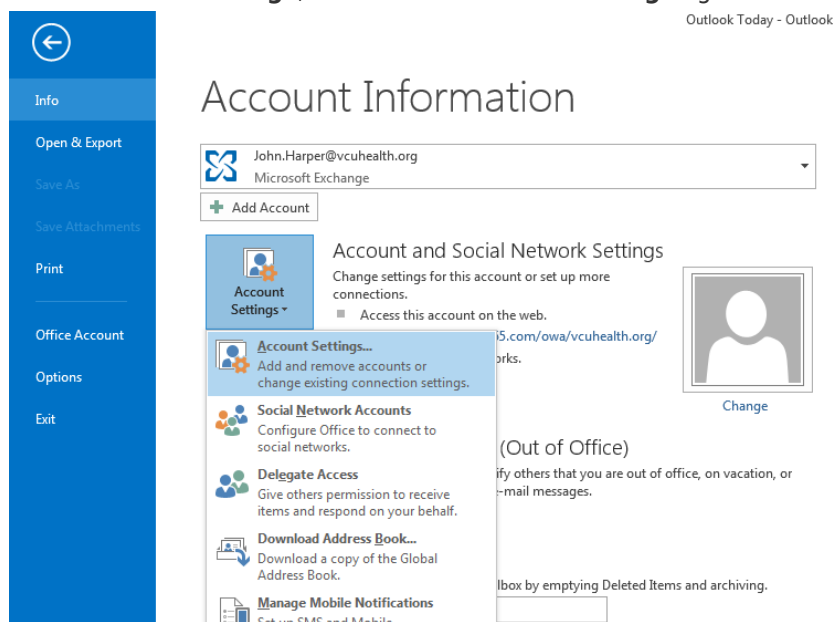 Outlook Today - Outlook
Info
Open & Export
Save As
Save Attachments
Print
Office Account
Options
Exit
Account Information
John.Harper@vcuhealth.org
Microsoft Exchange
Add Account
Account
Settings
Account and Social Network Settings
Change settings for this account or set up more
connections.
Access this account on the web.
5.com/owa/vcuhealth.org/
orks.
Change
Account Settings...
Add and remove accounts or
change existing connection settings.
Social Network Accounts
Configure Office to connect to
social networks.
Delegate Access
Give others permission to receive
items and respond on your behalf.
Download Address Book...
Download a copy of the Global
Address Book.
Manage Mobile Notifications
Set up SMS and Mobile
(Out of Office)
ify others that you are out of office, on vacation, or
-mail messages.
lbox by emptying Deleted Items and archiving.